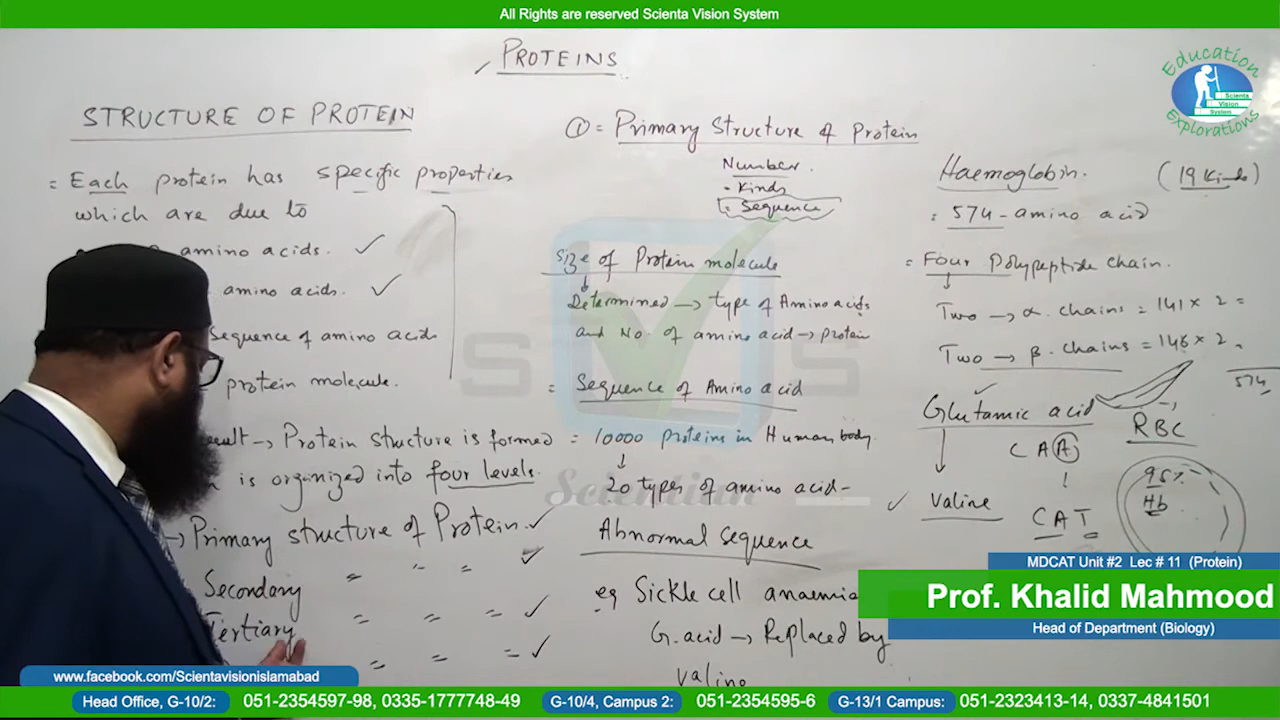 All Rights are reserved Scienta Vision System
PROTEINS
Education
Scienta
Vision
System
Explorations
STRUCTURE OF PROTEIN
= Each protein has specific properties
which are due to
amino acids. ✓
amino acids. ✓
Sequence of amino acids
protein molecule.
Result → Protein structure is formed
is organized into four levels.
→ Primary structure of Protein. ✓
Secondary " " = ✓
Tertiary = = = ✓
= = = ✓
① = Primary Structure of Protein
Number.
- Kinds
= Sequence
Size of Protein molecule
Determined → type of Amino acids
and No. of amino acid → protein
= Sequence of Amino acid
= 10000 proteins in Human body.
20 types of amino acid -
Abnormal sequence
eg Sickle cell anaemia
G. acid → Replaced by
valine
Haemoglobin. (19 Kinds)
= 574 - amino acid
= Four Polypeptide chain.
Two → α. chains = 141 × 2 =
Two → β. chains = 146 × 2 =
574
Glutamic acid
CAA
✓ Valine
CAT
RBC
95%
Hb
SVS
Scientian
MDCAT Unit #2 Lec # 11 (Protein)
Prof. Khalid Mahmood
Head of Department (Biology)
www.facebook.com/Scientavisionislamabad
Head Office, G-10/2: 051-2354597-98, 0335-1777748-49 G-10/4, Campus 2: 051-2354595-6 G-13/1 Campus: 051-2323413-14, 0337-4841501